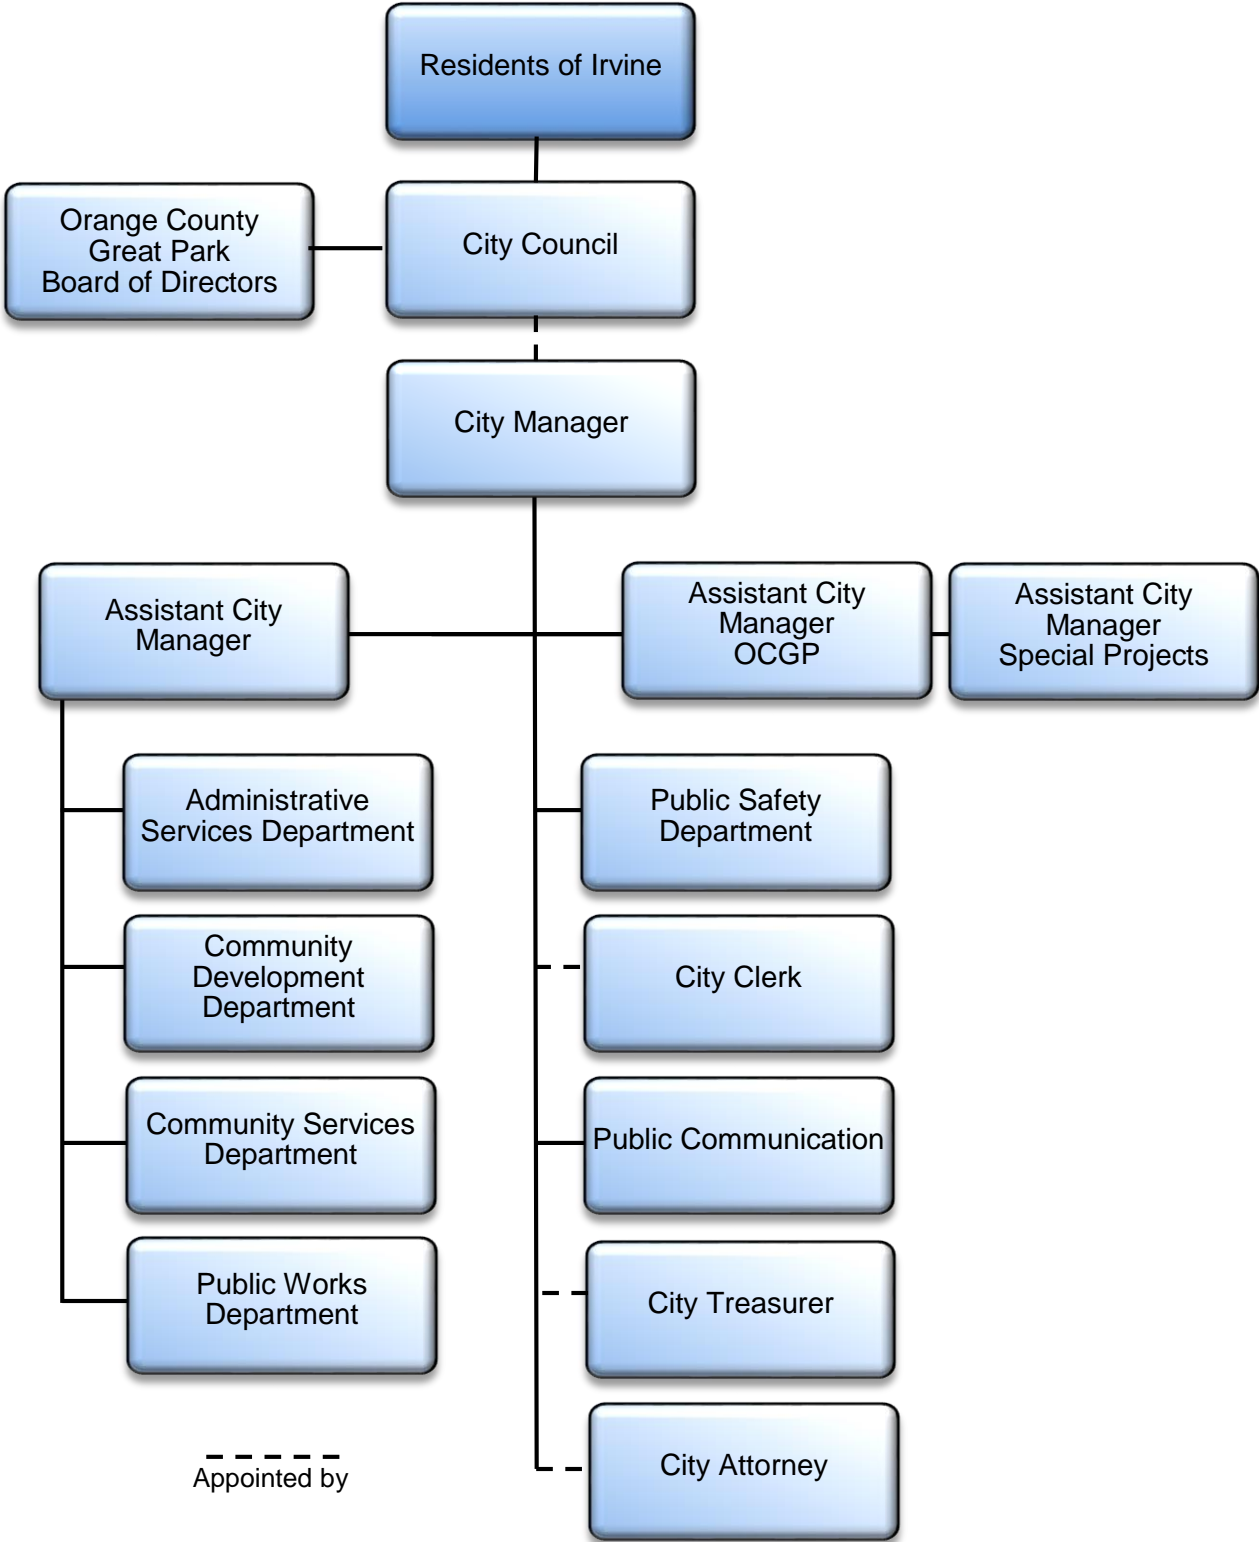 Residents of Irvine
Orange County
Great Park
Board of Directors
City Council
City Manager
Assistant City
Manager
Assistant City
Manager
OCGP
Assistant City
Manager
Special Projects
Administrative
Services Department
Community
Development
Department
Community Services
Department
Public Works
Department
Public Safety
Department
City Clerk
Public Communication
City Treasurer
City Attorney
Appointed by